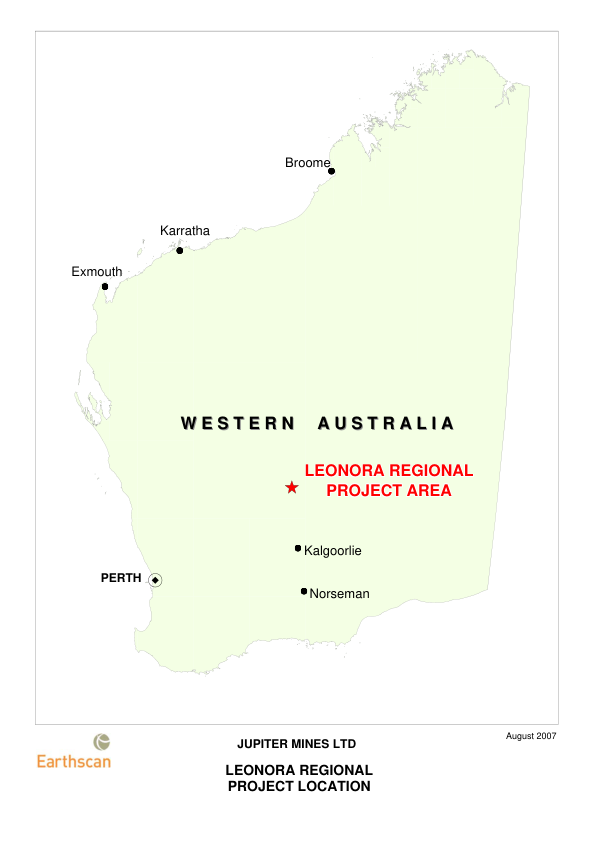 Broome
Karratha
Exmouth
WESTERN AUSTRALIA
LEONORA REGIONAL
PROJECT AREA
Kalgoorlie
PERTH
Norseman
August 2007
JUPITER MINES LTD
Earthscan
LEONORA REGIONAL
PROJECT LOCATION